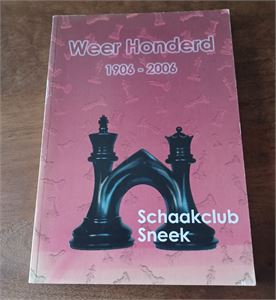 Weer Honderd
1906 - 2006
Schaakclub
Sneek